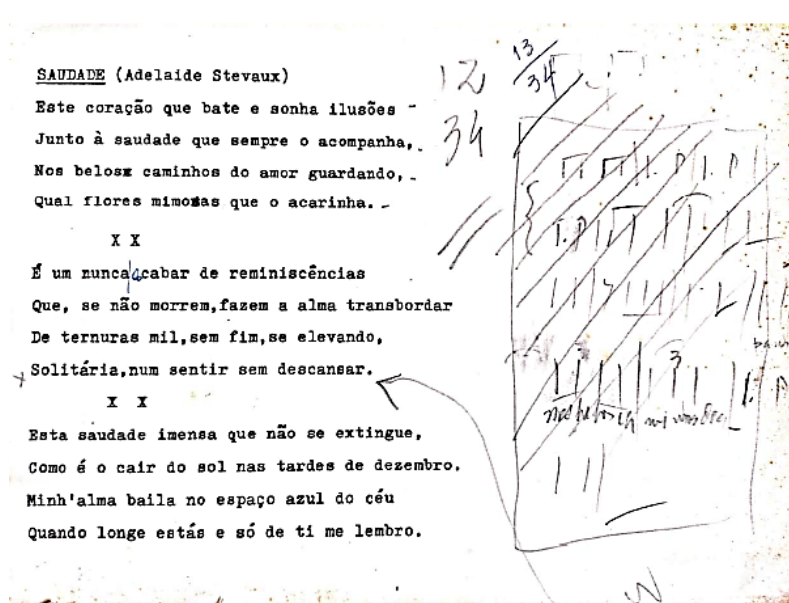 SAUDADE (Adelaide Stevaux)
Este coração que bate e sonha ilusões -
Junto à saudade que sempre o acompanha,
Nos belos caminhos do amor guardando,
Qual flores mimosas que o acarinha.
X X
É um nunca acabar de reminiscências
Que, se não morrem,fazem a alma transbordar
De ternuras mil,sem fim,se elevando,
Solitária,num sentir sem descansar.
X X
Esta saudade imensa que não se extingue,
Como é o cair do sol nas tardes de dezembro.
Minh'alma baila no espaço azul do céu
Quando longe estás e só de ti me lembro.
12
34
13
34
3